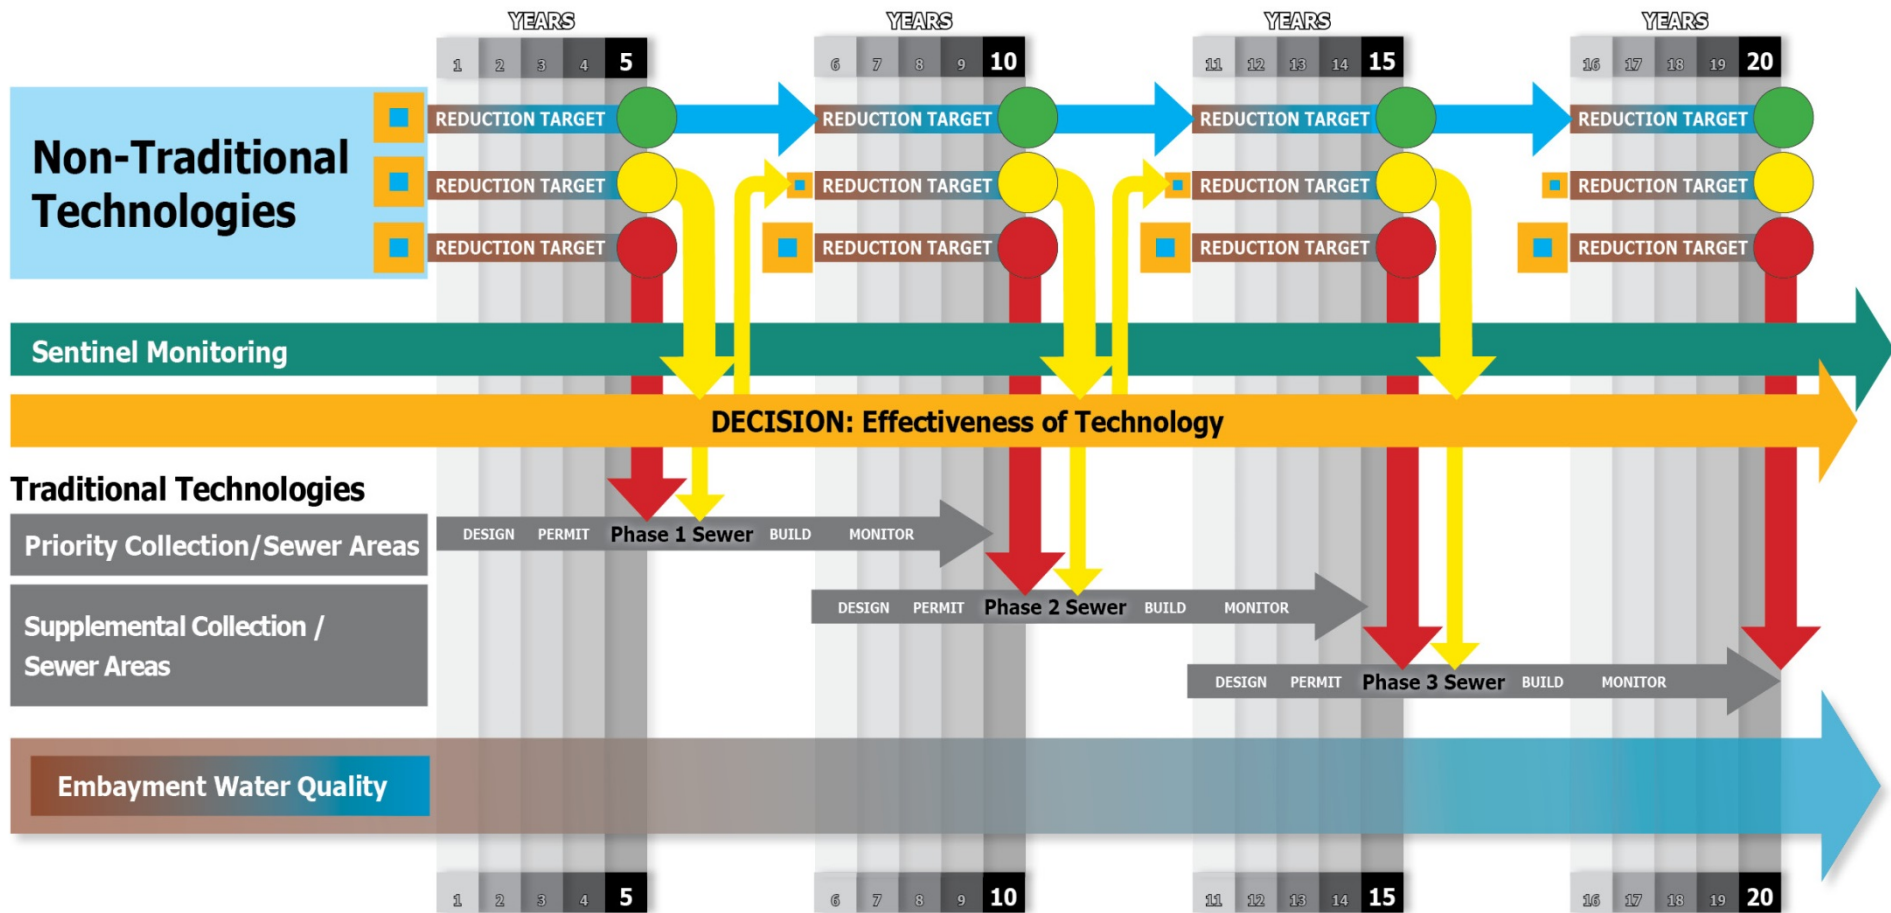 YEARS YEARS YEARS YEARS
1 2 3 4 5 6 7 8 9 10 11 12 13 14 15 16 17 18 19 20
Non-Traditional
Technologies
REDUCTION TARGET REDUCTION TARGET REDUCTION TARGET REDUCTION TARGET
REDUCTION TARGET REDUCTION TARGET REDUCTION TARGET REDUCTION TARGET
REDUCTION TARGET REDUCTION TARGET REDUCTION TARGET REDUCTION TARGET
Sentinel Monitoring
DECISION: Effectiveness of Technology
Traditional Technologies
Priority Collection/Sewer Areas
DESIGN PERMIT Phase 1 Sewer BUILD MONITOR
Supplemental Collection /
Sewer Areas
DESIGN PERMIT Phase 2 Sewer BUILD MONITOR
DESIGN PERMIT Phase 3 Sewer BUILD MONITOR
Embayment Water Quality
1 2 3 4 5 6 7 8 9 10 11 12 13 14 15 16 17 18 19 20